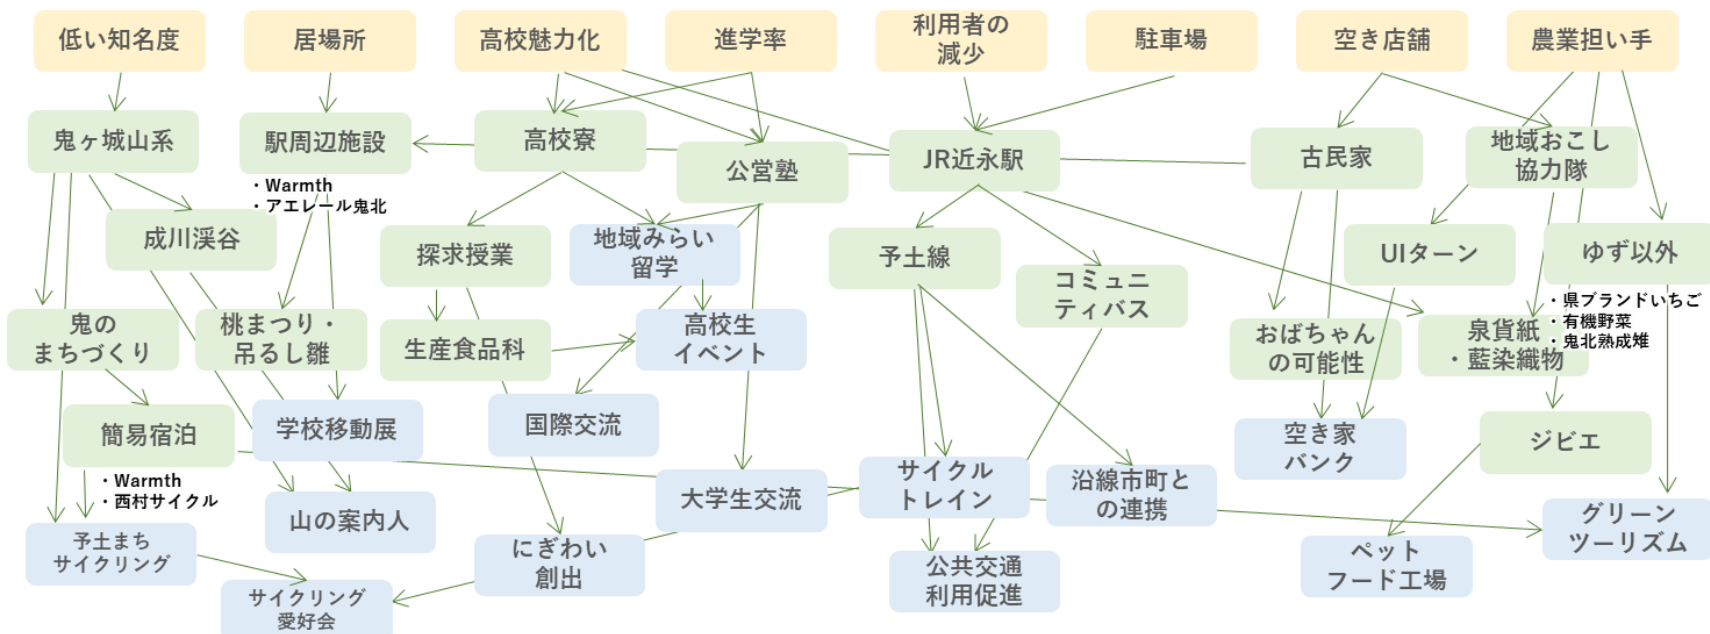 低い知名度
居場所
高校魅力化
進学率
利用者の
減少
駐車場
空き店舗
農業担い手
鬼ヶ城山系
駅周辺施設
・Warmth
・アエレール鬼北
高校寮
公営塾
JR近永駅
古民家
地域おこし
協力隊
成川渓谷
探求授業
地域みらい
留学
予土線
コミュニ
ティバス
UIターン
ゆず以外
・県ブランドいちご
・有機野菜
・鬼北熟成雉
鬼の
まちづくり
桃まつり・
吊るし雛
生産食品科
高校生
イベント
おばちゃん
の可能性
泉貨紙
・藍染織物
簡易宿泊
・Warmth
・西村サイクル
学校移動展
国際交流
空き家
バンク
ジビエ
山の案内人
大学生交流
サイクル
トレイン
沿線市町と
の連携
グリーン
ツーリズム
予土まち
サイクリング
にぎわい
創出
公共交通
利用促進
ペット
フード工場
サイクリング
愛好会